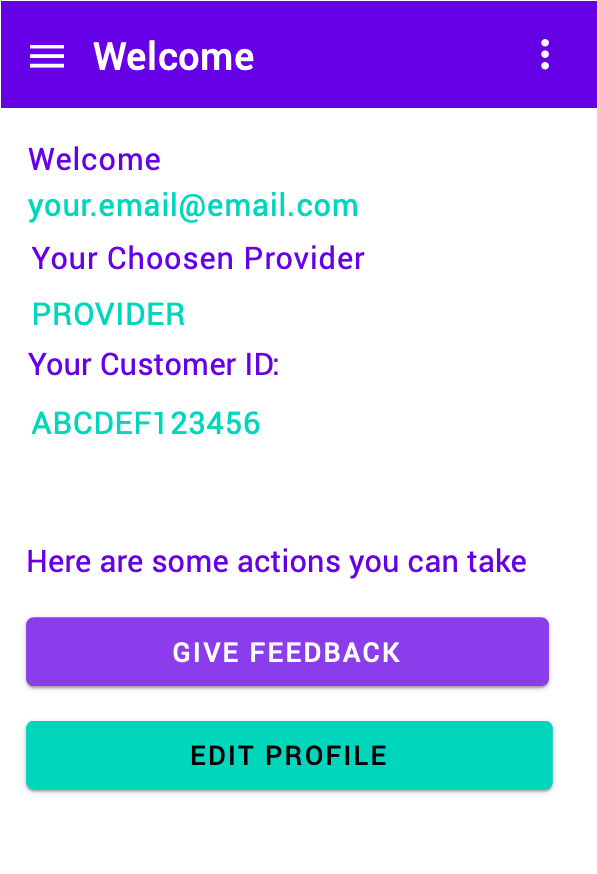 Welcome
Welcome
your.email@email.com
Your Choosen Provider
PROVIDER
Your Customer ID:
ABCDEF123456
Here are some actions you can take
GIVE FEEDBACK
EDIT PROFILE